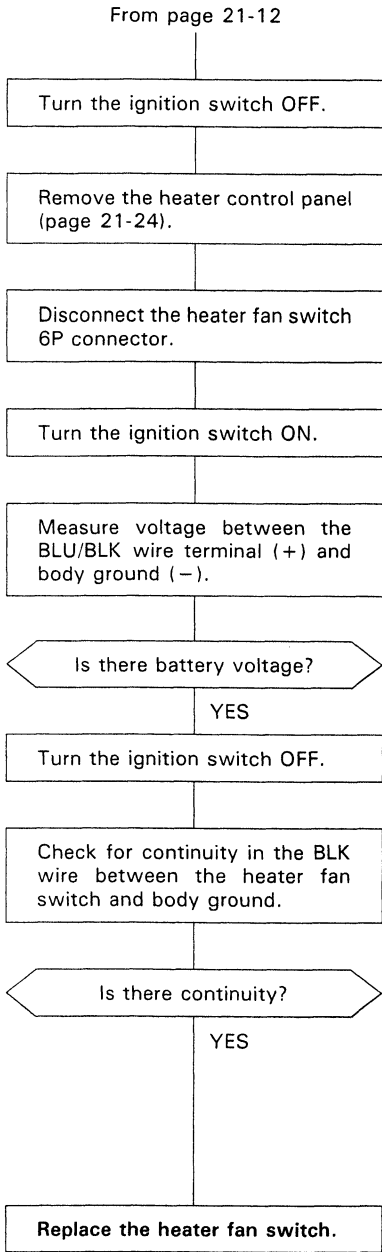 From page 21-12
Turn the ignition switch OFF.
Remove the heater control panel
(page 21-24).
Disconnect the heater fan switch
6P connector.
Turn the ignition switch ON.
Measure voltage between the
BLU/BLK wire terminal (+) and
body ground (−).
Is there battery voltage?
YES
Turn the ignition switch OFF.
Check for continuity in the BLK
wire between the heater fan
switch and body ground.
Is there continuity?
YES
Replace the heater fan switch.